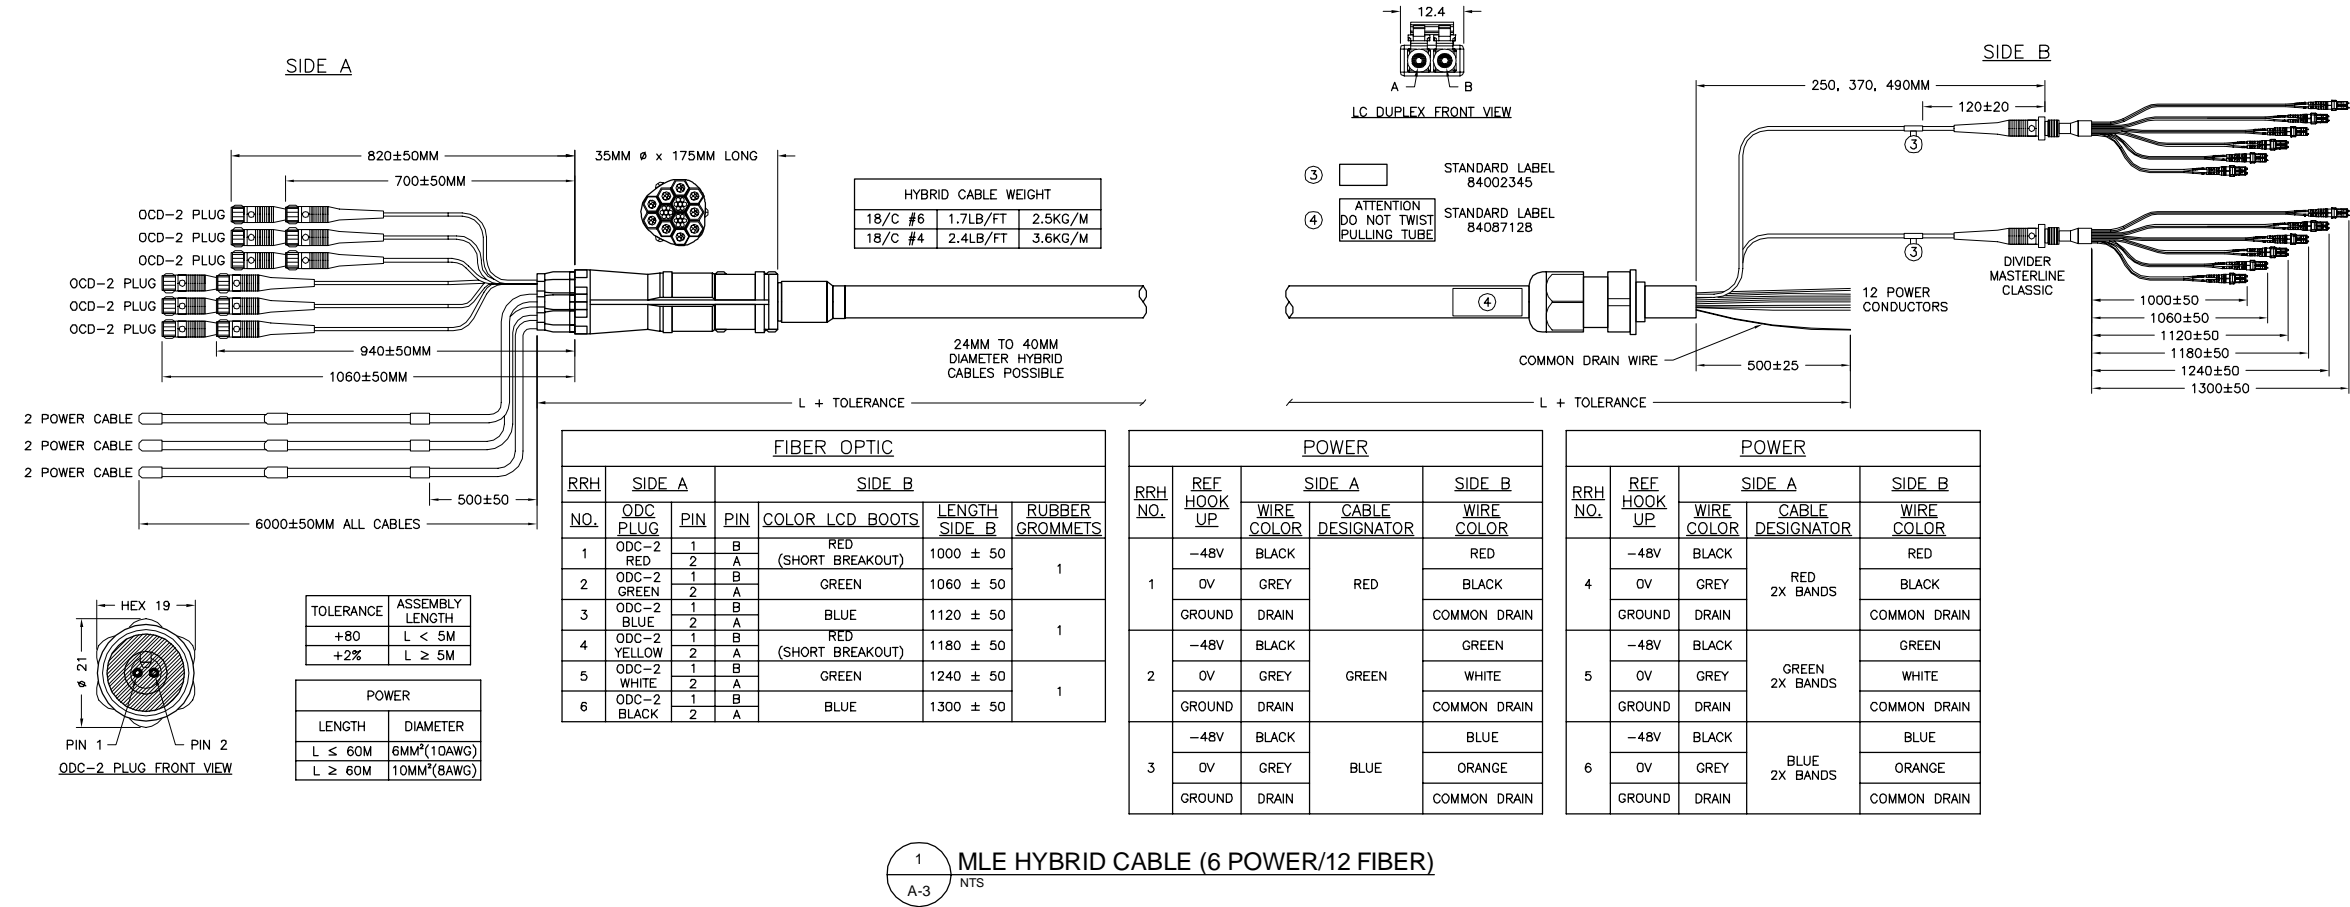 SIDE A
820±50MM
700±50MM
35MM ø x 175MM LONG
OCD-2 PLUG
OCD-2 PLUG
OCD-2 PLUG
OCD-2 PLUG
OCD-2 PLUG
OCD-2 PLUG
940±50MM
1060±50MM
2 POWER CABLE
2 POWER CABLE
2 POWER CABLE
500±50
6000±50MM ALL CABLES
HYBRID CABLE WEIGHT
18/C #6 1.7LB/FT 2.5KG/M
18/C #4 2.4LB/FT 3.6KG/M
24MM TO 40MM
DIAMETER HYBRID
CABLES POSSIBLE
L + TOLERANCE
12.4
A B
LC DUPLEX FRONT VIEW
3 STANDARD LABEL
84002345
4 ATTENTION
DO NOT TWIST
PULLING TUBE
STANDARD LABEL
84087128
SIDE B
250, 370, 490MM
120±20
3
3
4
DIVIDER
MASTERLINE
CLASSIC
12 POWER
CONDUCTORS
COMMON DRAIN WIRE
500±25
L + TOLERANCE
1000±50
1060±50
1120±50
1180±50
1240±50
1300±50
FIBER OPTIC
RRH SIDE A SIDE B
NO. ODC PLUG PIN PIN COLOR LCD BOOTS LENGTH SIDE B RUBBER GROMMETS
1 ODC-2 RED 1 B RED (SHORT BREAKOUT) 1000 ± 50 1
2 A
2 ODC-2 GREEN 1 B GREEN 1060 ± 50
2 A
3 ODC-2 BLUE 1 B BLUE 1120 ± 50 1
2 A
4 ODC-2 YELLOW 1 B RED (SHORT BREAKOUT) 1180 ± 50
2 A
5 ODC-2 WHITE 1 B GREEN 1240 ± 50 1
2 A
6 ODC-2 BLACK 1 B BLUE 1300 ± 50
2 A
POWER
RRH NO. REF HOOK UP SIDE A SIDE B
WIRE COLOR CABLE DESIGNATOR WIRE COLOR
-48V BLACK RED
1 0V GREY RED BLACK
GROUND DRAIN COMMON DRAIN
-48V BLACK GREEN
2 0V GREY GREEN WHITE
GROUND DRAIN COMMON DRAIN
-48V BLACK BLUE
3 0V GREY BLUE ORANGE
GROUND DRAIN COMMON DRAIN
POWER
RRH NO. REF HOOK UP SIDE A SIDE B
WIRE COLOR CABLE DESIGNATOR WIRE COLOR
-48V BLACK RED
4 0V GREY RED 2X BANDS BLACK
GROUND DRAIN COMMON DRAIN
-48V BLACK GREEN
5 0V GREY GREEN 2X BANDS WHITE
GROUND DRAIN COMMON DRAIN
-48V BLACK BLUE
6 0V GREY BLUE 2X BANDS ORANGE
GROUND DRAIN COMMON DRAIN
HEX 19
ø 21
PIN 1 PIN 2
ODC-2 PLUG FRONT VIEW
TOLERANCE ASSEMBLY LENGTH
+80 L < 5M
+2% L ≥ 5M
POWER
LENGTH DIAMETER
L ≤ 60M 6MM²(10AWG)
L ≥ 60M 10MM²(8AWG)
1
A-3
MLE HYBRID CABLE (6 POWER/12 FIBER)
NTS